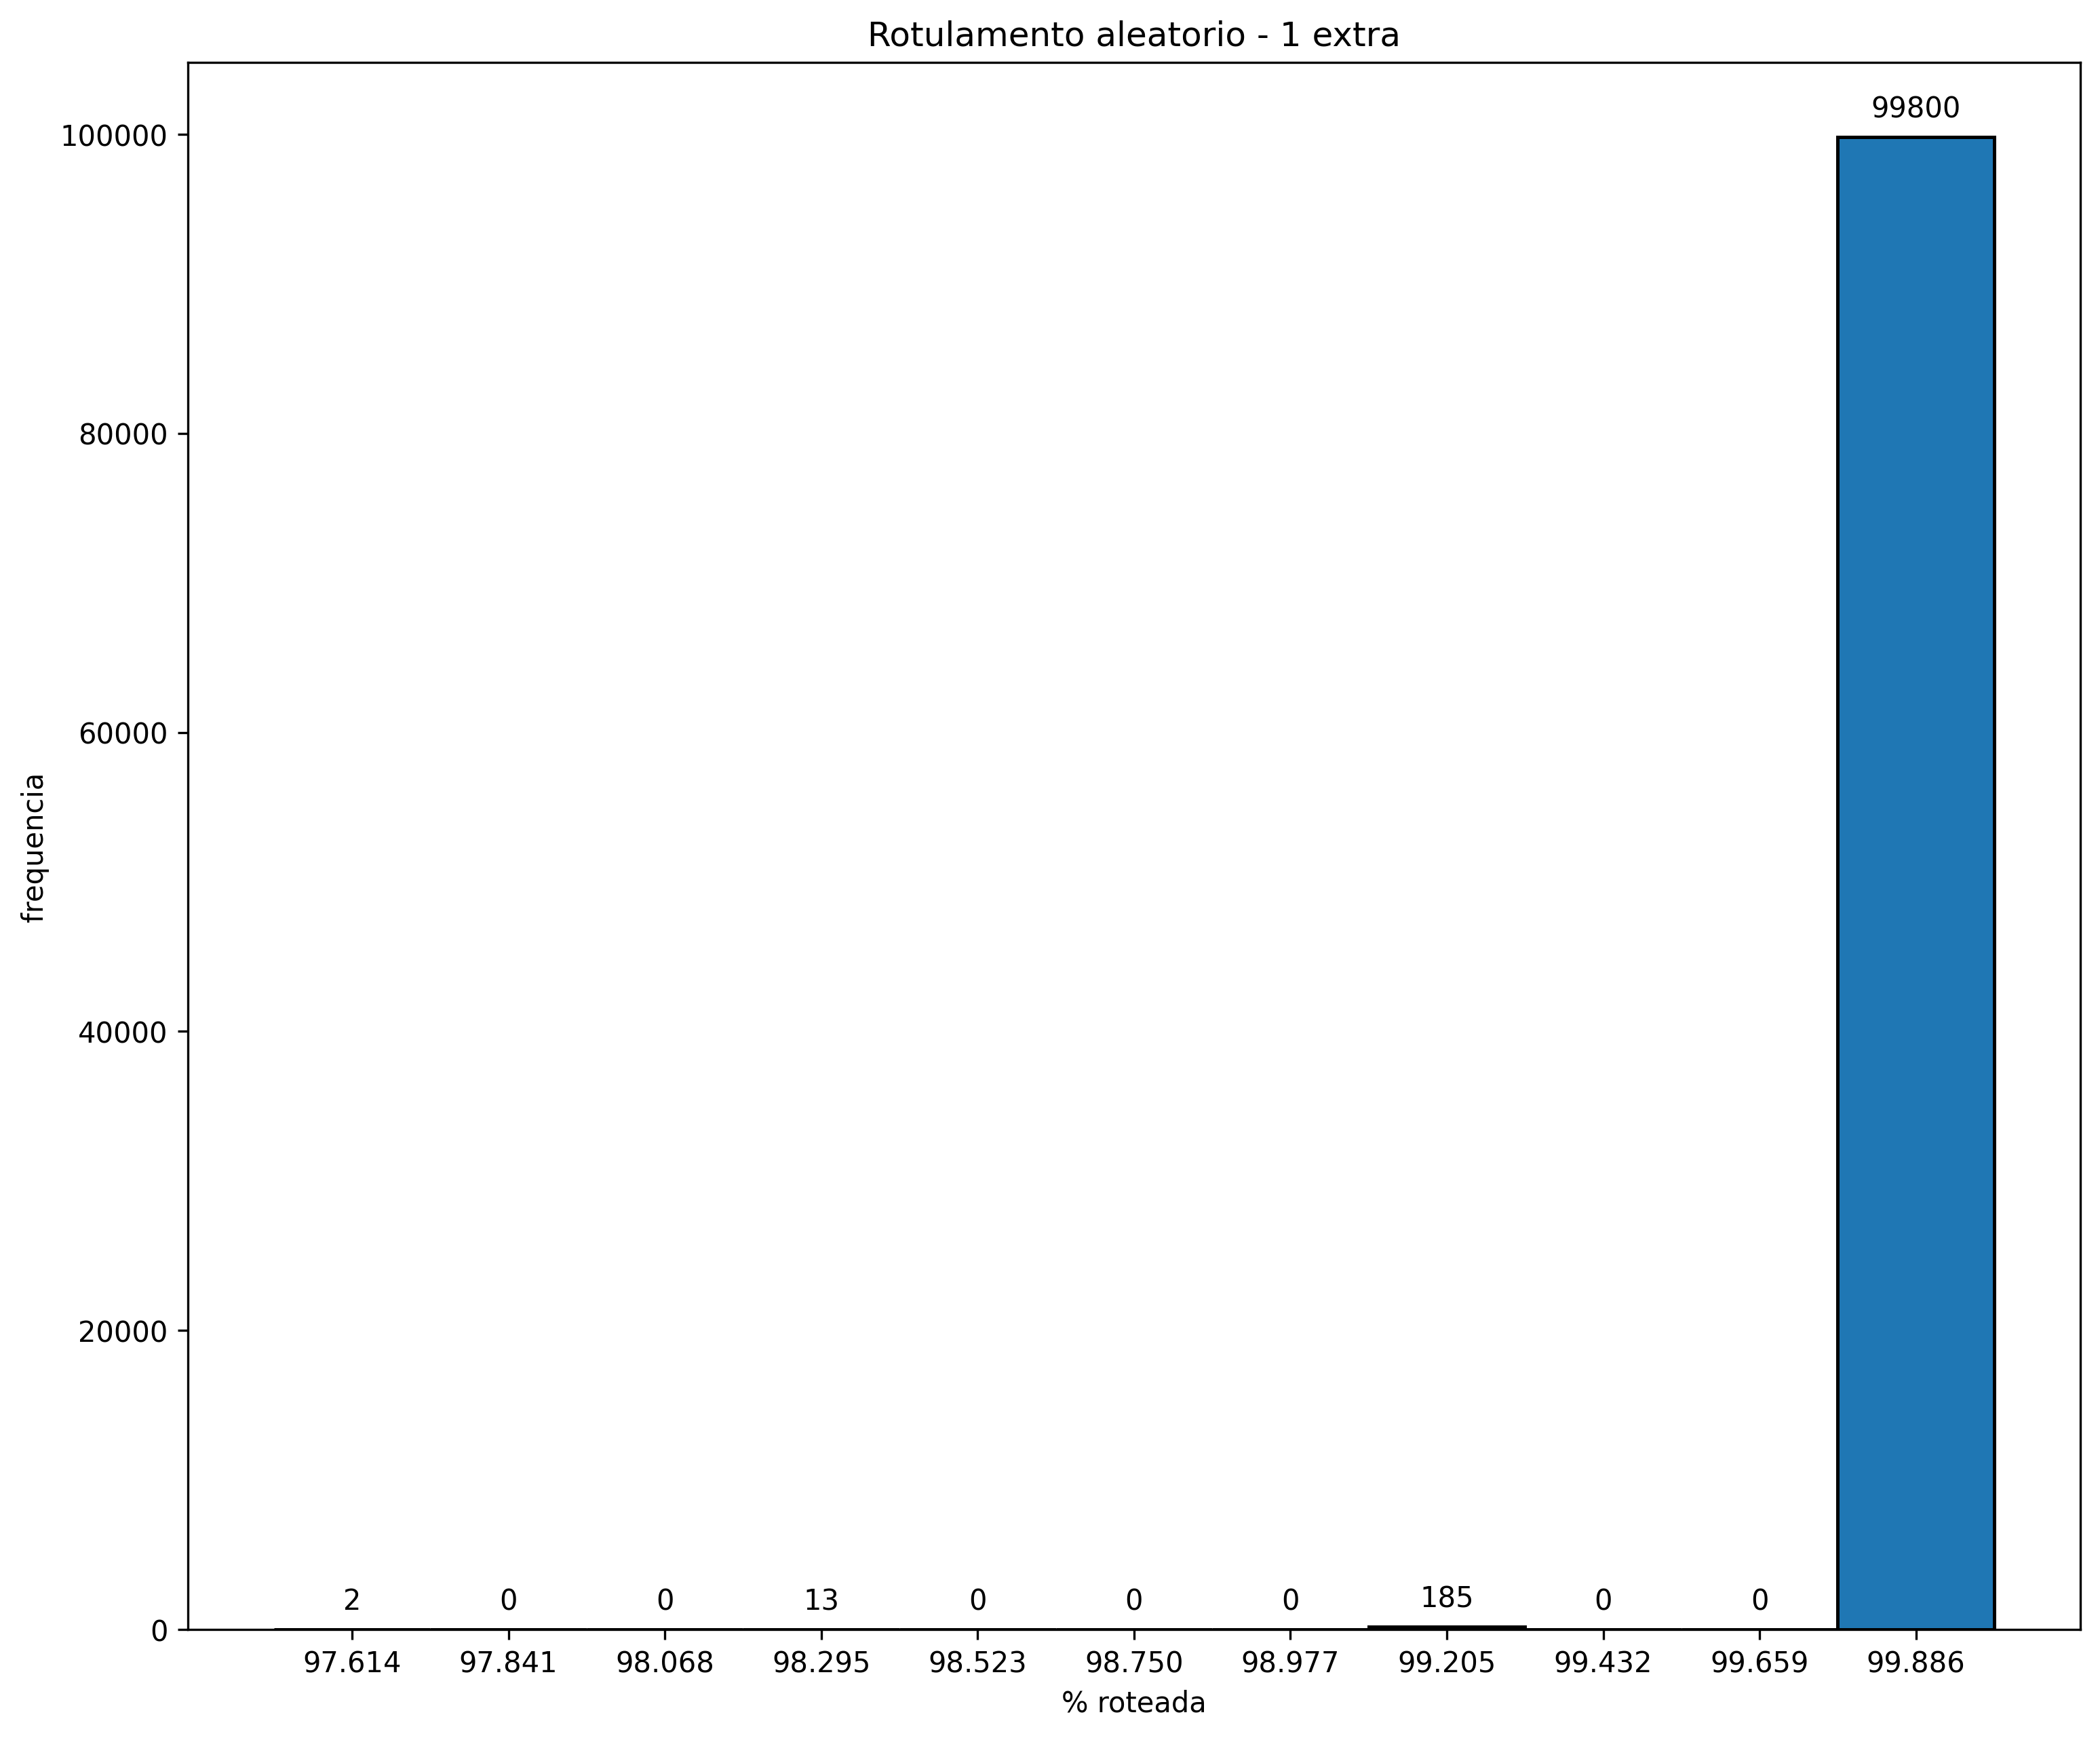 Rotulamento aleatorio - 1 extra
99800
100000
80000
60000
40000
20000
0
frequencia
2 0 0 13 0 0 0 185 0 0
97.614 97.841 98.068 98.295 98.523 98.750 98.977 99.205 99.432 99.659 99.886
% roteada